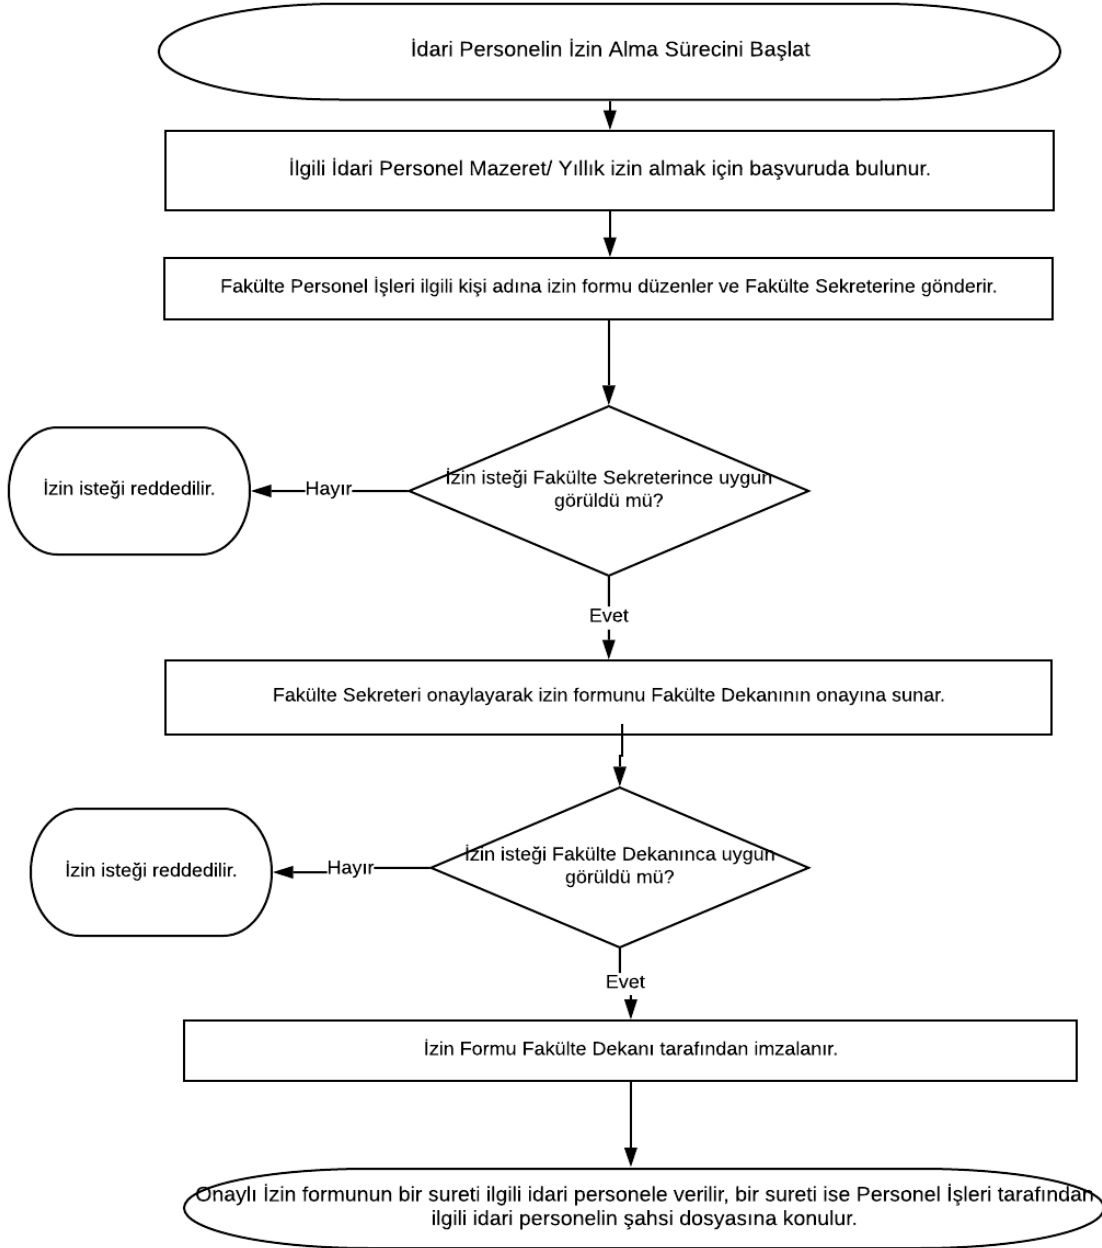 İdari Personelin İzin Alma Sürecini Başlat
İlgili İdari Personel Mazeret/ Yıllık izin almak için başvuruda bulunur.
Fakülte Personel İşleri ilgili kişi adına izin formu düzenler ve Fakülte Sekreterine gönderir.
İzin isteği Fakülte Sekreterince uygun
görüldü mü?
Hayır
İzin isteği reddedilir.
Evet
Fakülte Sekreteri onaylayarak izin formunu Fakülte Dekanının onayına sunar.
İzin isteği Fakülte Dekanınca uygun
görüldü mü?
Hayır
İzin isteği reddedilir.
Evet
İzin Formu Fakülte Dekanı tarafından imzalanır.
Onaylı İzin formunun bir sureti ilgili idari personele verilir, bir sureti ise Personel İşleri tarafından
ilgili idari personelin şahsi dosyasına konulur.